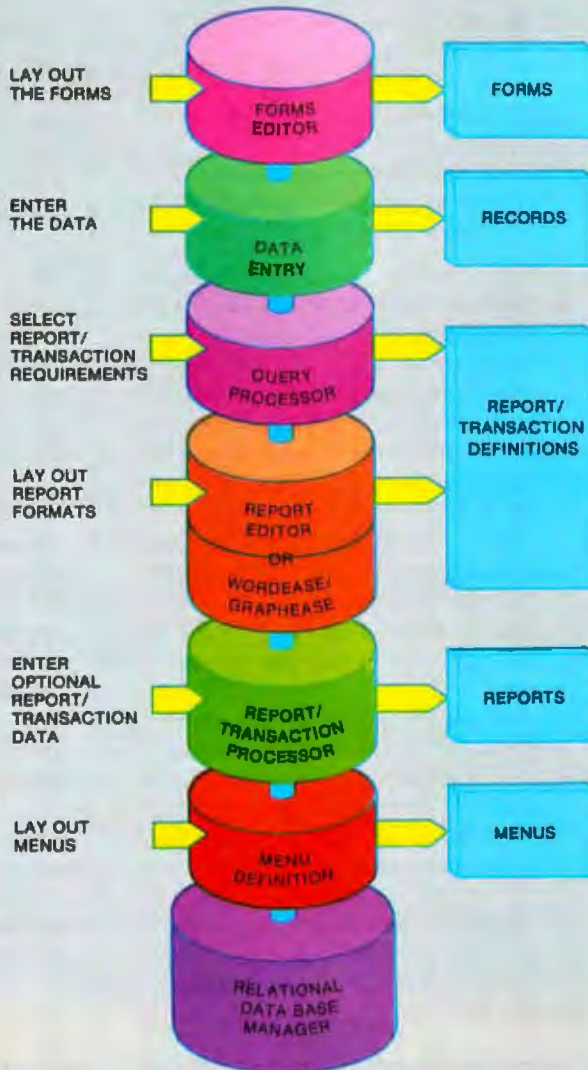 LAY OUT
THE FORMS
FORMS
EDITOR
FORMS
ENTER
THE DATA
DATA
ENTRY
RECORDS
SELECT
REPORT/
TRANSACTION
REQUIREMENTS
QUERY
PROCESSOR
REPORT/
TRANSACTION
DEFINITIONS
LAY OUT
REPORT
FORMATS
REPORT
EDITOR
OR
WORDEASE/
GRAPHEASE
ENTER
OPTIONAL
REPORT/
TRANSACTION
DATA
REPORT/
TRANSACTION
PROCESSOR
REPORTS
LAY OUT
MENUS
MENU
DEFINITION
MENUS
RELATIONAL
DATA BASE
MANAGER